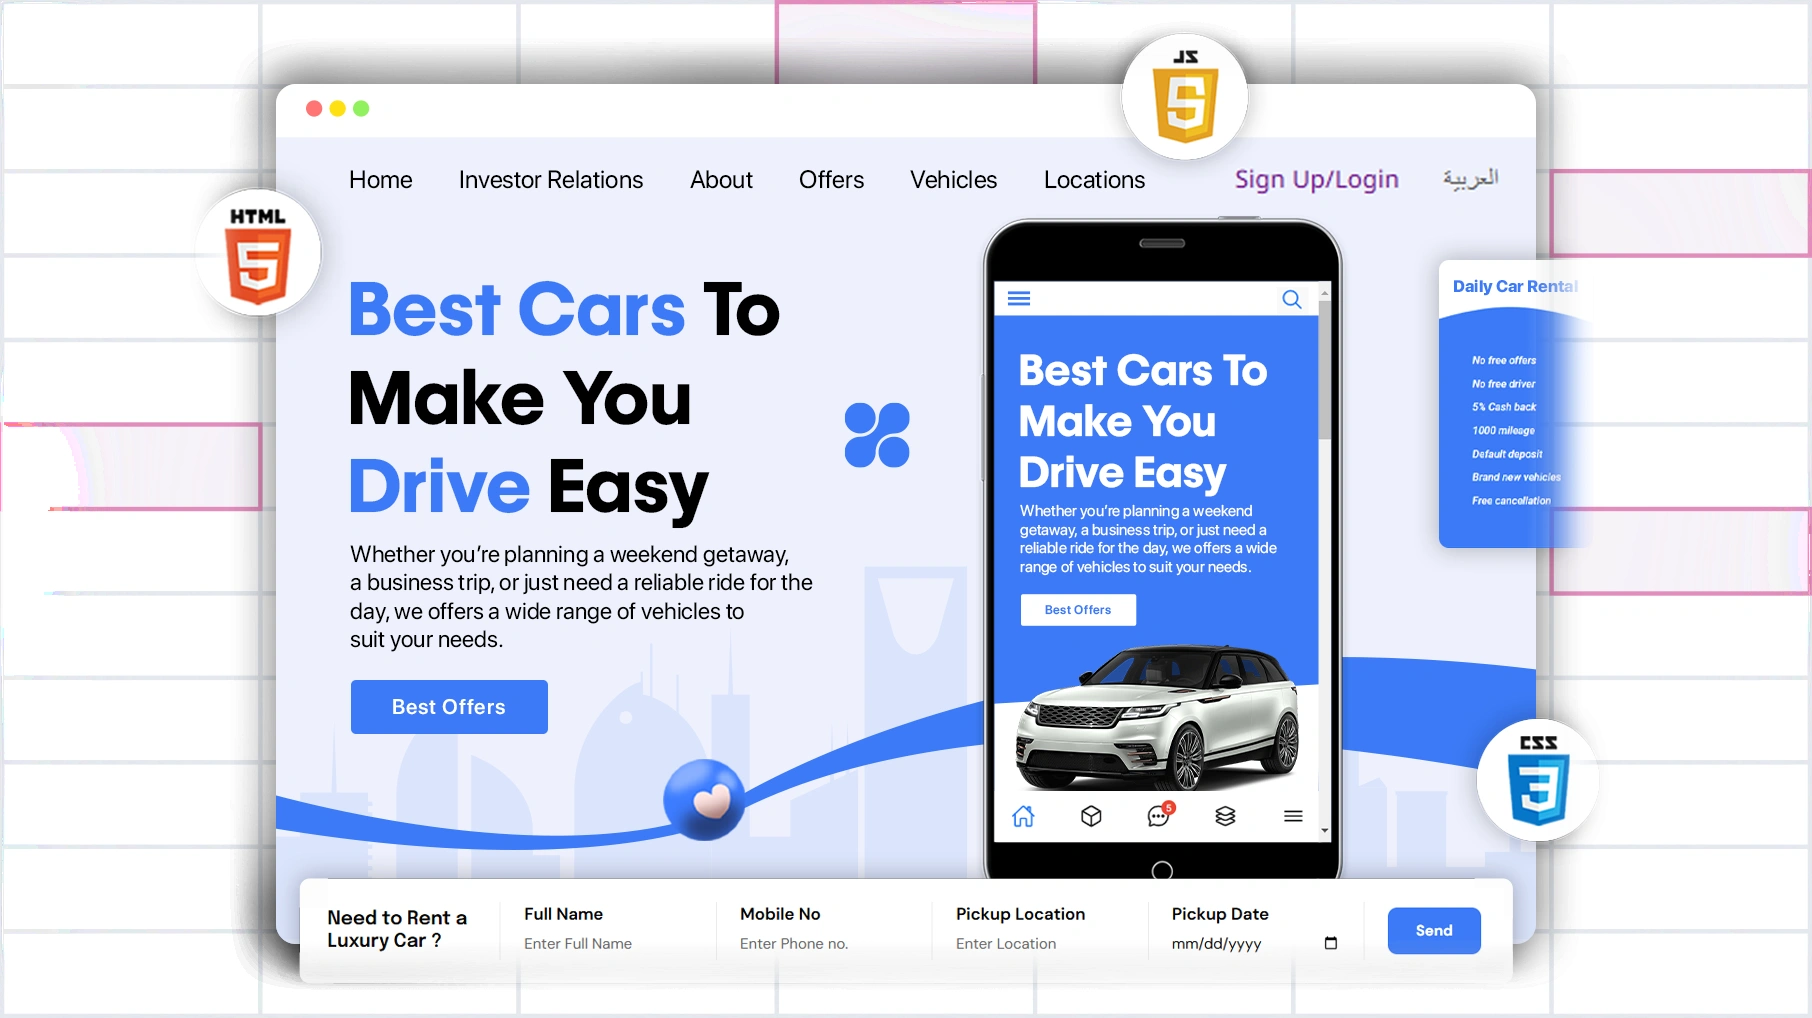 JS
HTML
Home Investor Relations About Offers Vehicles Locations Sign Up/Login العربية
Best Cars To
Make You
Drive Easy
Whether you're planning a weekend getaway,
a business trip, or just need a reliable ride for the
day, we offers a wide range of vehicles to
suit your needs.
Best Offers
Best Cars To
Make You
Drive Easy
Whether you're planning a weekend
getaway, a business trip, or just need a
reliable ride for the day, we offers a wide
range of vehicles to suit your needs.
Best Offers
5
Daily Car Rental
No free offers
No free driver
5% Cash back
1000 mileage
Default deposit
Brand new vehicles
Free cancellation
CSS
3
Need to Rent a
Luxury Car ?
Full Name
Enter Full Name
Mobile No
Enter Phone no.
Pickup Location
Enter Location
Pickup Date
mm/dd/yyyy
Send